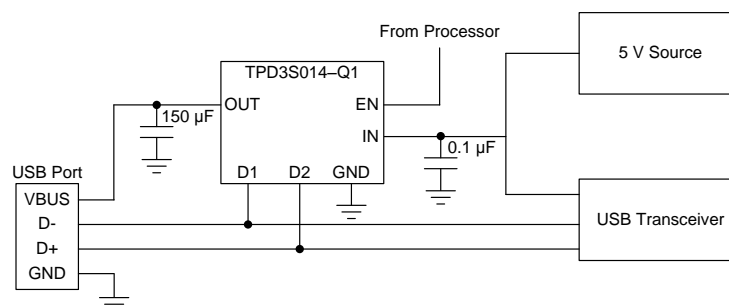 From Processor
5 V Source
TPD3S014–Q1
OUT
EN
150 µF
IN
0.1 µF
D1
D2
GND
USB Port
VBUS
D-
D+
GND
USB Transceiver